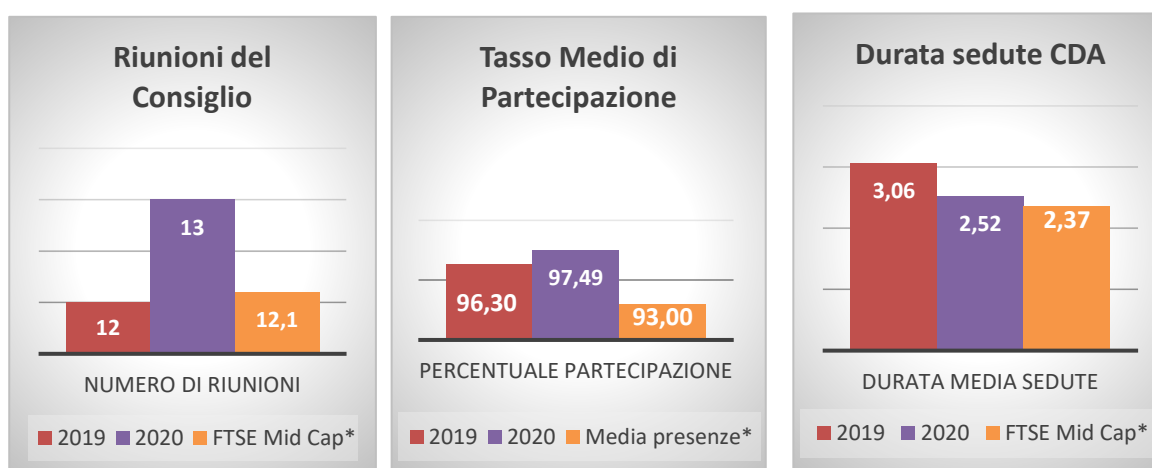 Riunioni del
Consiglio
12
13
12,1
NUMERO DI RIUNIONI
2019 2020 FTSE Mid Cap*
Tasso Medio di
Partecipazione
96,30
97,49
93,00
PERCENTUALE PARTECIPAZIONE
2019 2020 Media presenze*
Durata sedute CDA
3,06
2,52
2,37
DURATA MEDIA SEDUTE
2019 2020 FTSE Mid Cap*